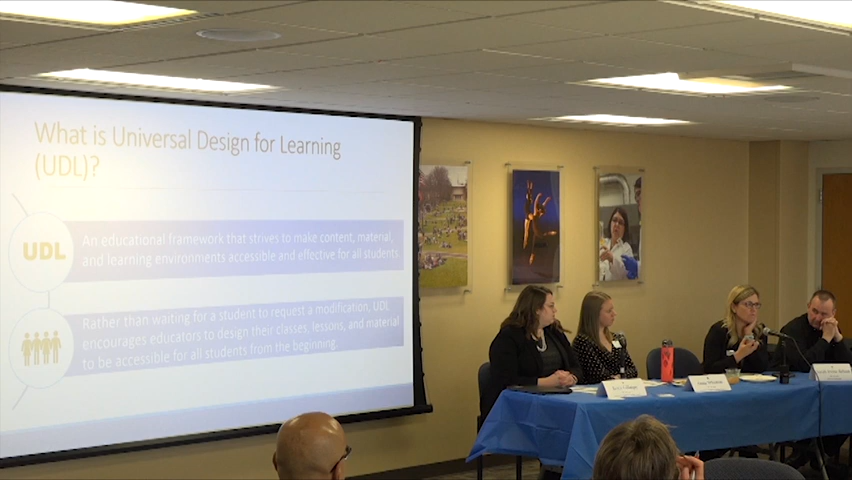 What is Universal Design for Learning
(UDL)?
UDL
An educational framework that strives to make content, material,
and learning environments accessible and effective for all students.
Rather than waiting for a student to request a modification, UDL
encourages educators to design their classes, lessons, and material
to be accessible for all students from the beginning.